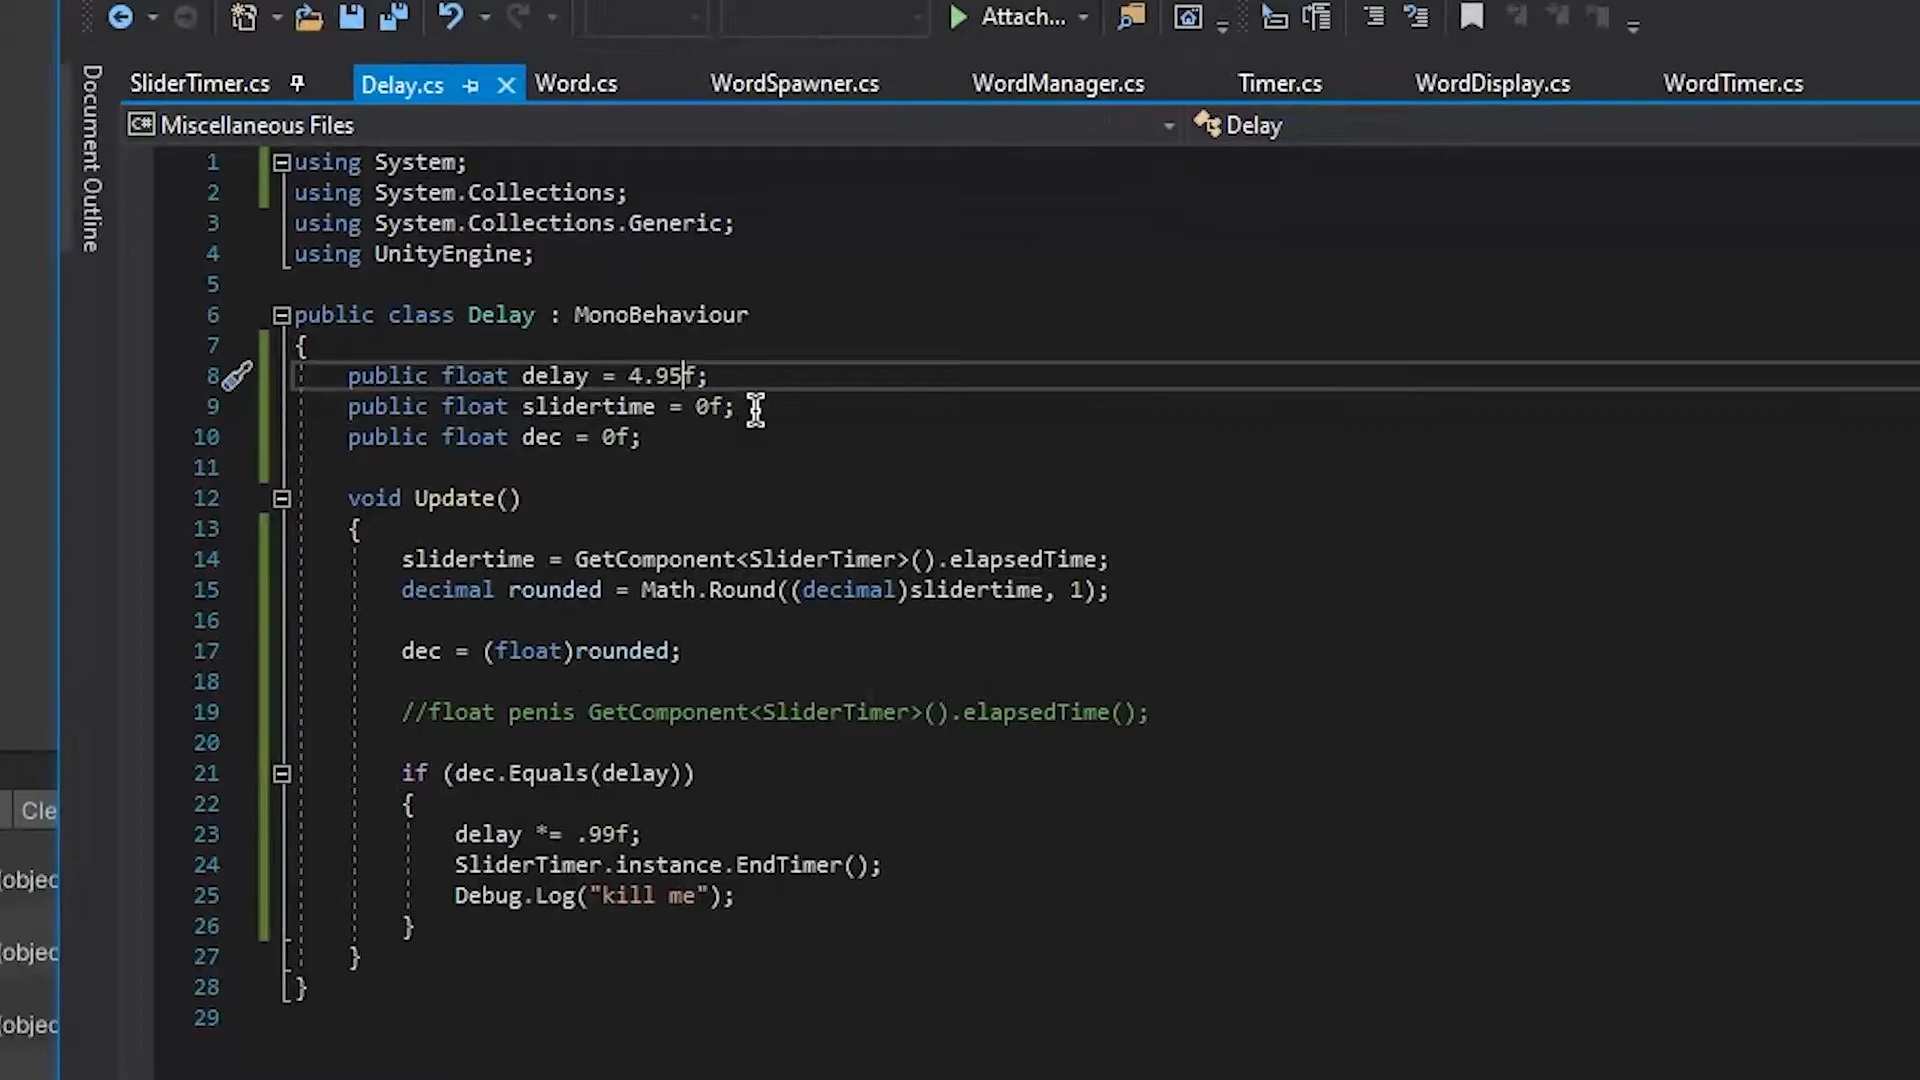 Attach...
Document Outline
SliderTimer.cs Delay.cs Word.cs WordSpawner.cs WordManager.cs Timer.cs WordDisplay.cs WordTimer.cs
C# Miscellaneous Files Delay
1 using System;
2 using System.Collections;
3 using System.Collections.Generic;
4 using UnityEngine;
5
6 public class Delay : MonoBehaviour
7 {
8 public float delay = 4.95f;
9 public float slidertime = 0f;
10 public float dec = 0f;
11
12 void Update()
13 {
14 slidertime = GetComponent<SliderTimer>().elapsedTime;
15 decimal rounded = Math.Round((decimal)slidertime, 1);
16
17 dec = (float)rounded;
18
19 //float penis GetComponent<SliderTimer>().elapsedTime();
20
21 if (dec.Equals(delay))
22 {
23 delay *= .99f;
24 SliderTimer.instance.EndTimer();
25 Debug.Log("kill me");
26 }
27 }
28 }
29
Cle
(objec
(objec
(objec